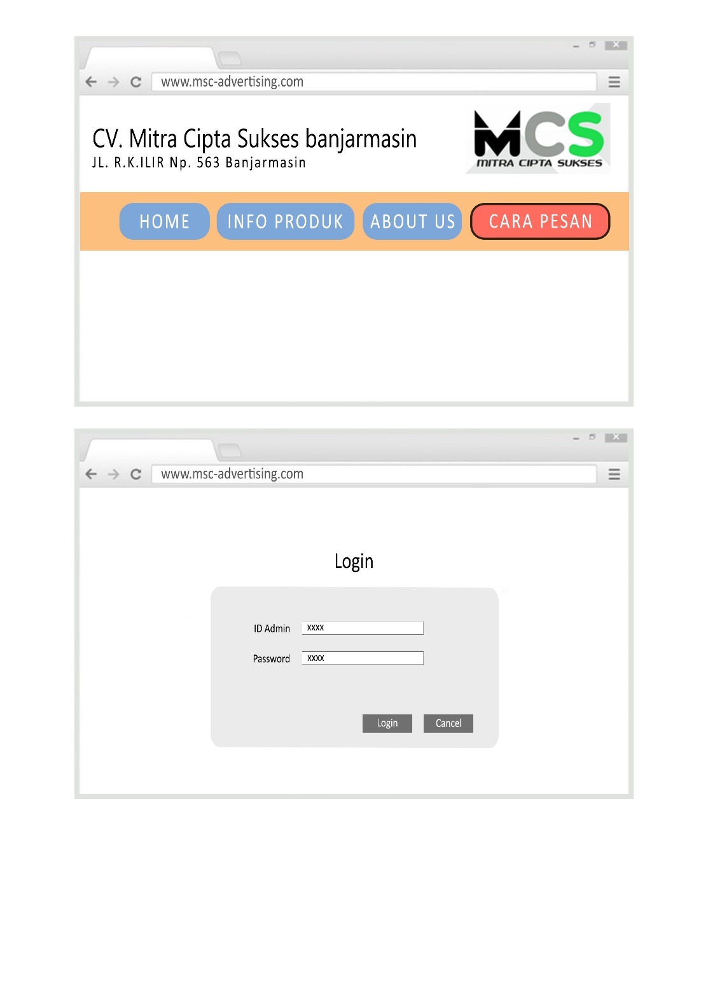 www.msc-advertising.com
CV. Mitra Cipta Sukses banjarmasin
JL. R.K.ILIR Np. 563 Banjarmasin
MCS
MITRA CIPTA SUKSES
HOME INFO PRODUK ABOUT US CARA PESAN
www.msc-advertising.com
Login
ID Admin xxxx
Password xxxx
Login Cancel